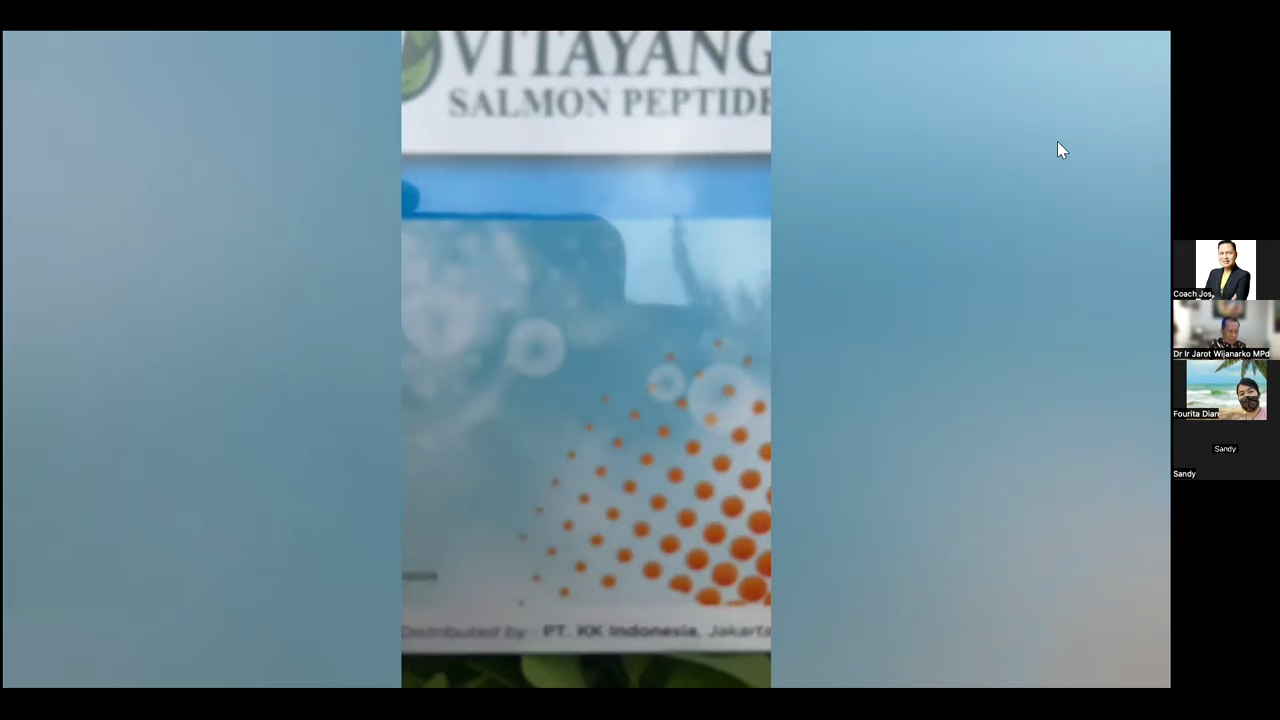 VITAYANG
SALMON PEPTIDE
Distributed by : PT. KK Indonesia, Jakarta
Coach Jos
Dr Ir Jarot Wijanarko MPd
Fourita Dian
Sandy
Sandy